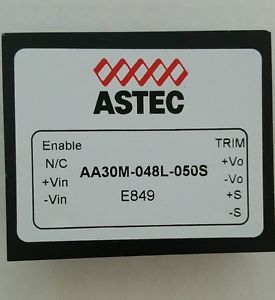 ASTEC
Enable TRIM
N/C +Vo
AA30M-048L-050S
+Vin -Vo
-Vin E849 +S
-S